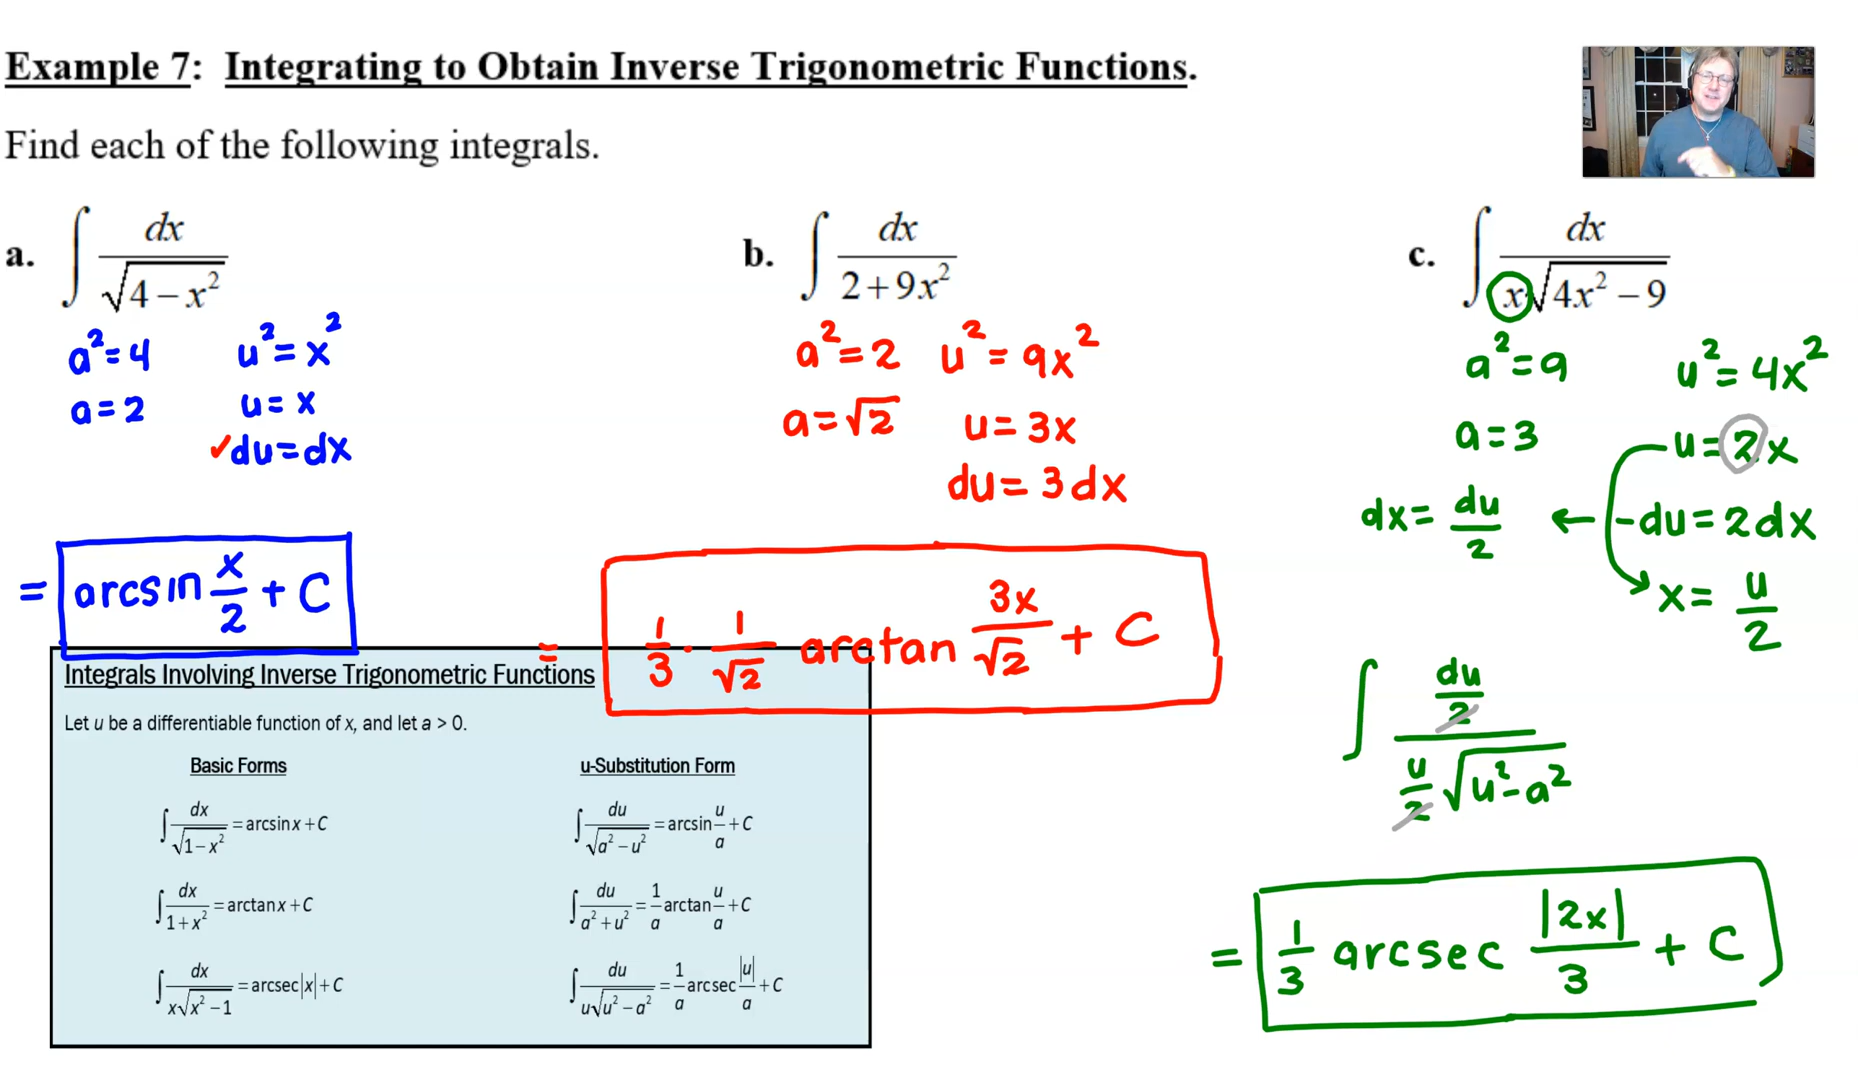 Example 7: Integrating to Obtain Inverse Trigonometric Functions.
Find each of the following integrals.
a. ∫ dx / √(4 − x²)
a² = 4 u² = x²
a = 2 u = x
✓du = dx
= arcsin x/2 + C
b. ∫ dx / (2 + 9x²)
a² = 2 u² = 9x²
a = √2 u = 3x
du = 3dx
= 1/3 · 1/√2 arctan 3x/√2 + C
c. ∫ dx / (x√(4x² − 9))
a² = 9 u² = 4x²
a = 3 u = 2x
dx = du/2 ← du = 2dx
x = u/2
∫ (du/2) / ((u/2)√(u² − a²))
= 1/3 arcsec |2x|/3 + C
Integrals Involving Inverse Trigonometric Functions
Let u be a differentiable function of x, and let a > 0.
Basic Forms u-Substitution Form
∫ dx / √(1 − x²) = arcsin x + C ∫ du / √(a² − u²) = arcsin u/a + C
∫ dx / (1 + x²) = arctan x + C ∫ du / (a² + u²) = 1/a arctan u/a + C
∫ dx / (x√(x² − 1)) = arcsec|x| + C ∫ du / (u√(u² − a²)) = 1/a arcsec |u|/a + C